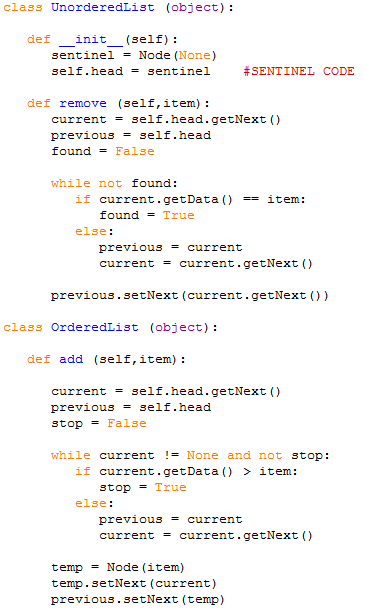 class UnorderedList (object):
   def __init__(self):
      sentinel = Node(None)
      self.head = sentinel    #SENTINEL CODE
   def remove (self,item):
      current = self.head.getNext()
      previous = self.head
      found = False
      while not found:
         if current.getData() == item:
            found = True
         else:
            previous = current
            current = current.getNext()
      previous.setNext(current.getNext())
class OrderedList (object):
   def add (self,item):
      current = self.head.getNext()
      previous = self.head
      stop = False
      while current != None and not stop:
         if current.getData() > item:
            stop = True
         else:
            previous = current
            current = current.getNext()
      temp = Node(item)
      temp.setNext(current)
      previous.setNext(temp)